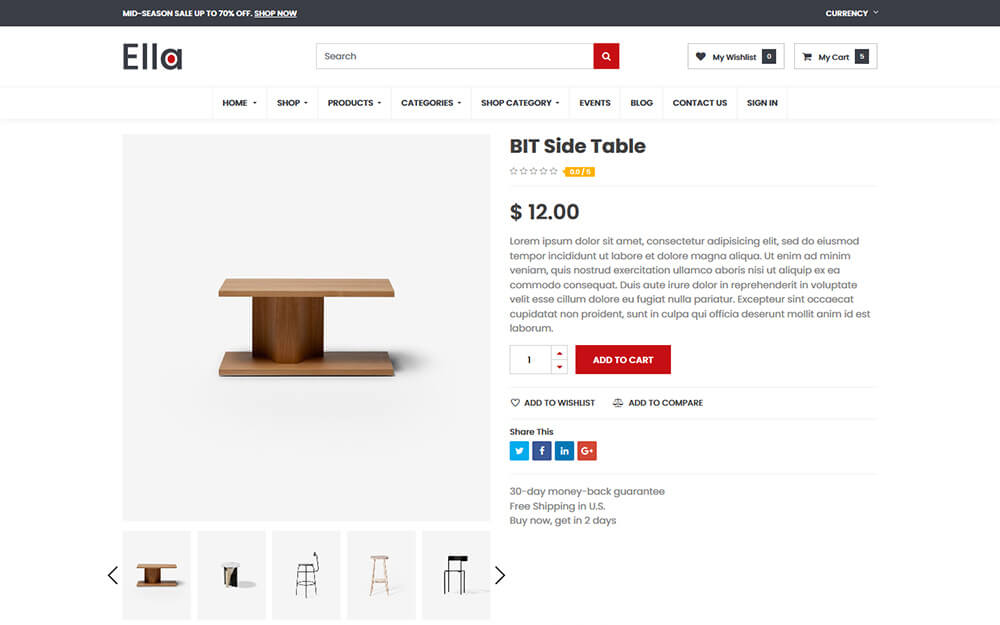 MID-SEASON SALE UP TO 70% OFF. SHOP NOW
CURRENCY
Ella
Search
My Wishlist 0
My Cart 5
HOME SHOP PRODUCTS CATEGORIES SHOP CATEGORY EVENTS BLOG CONTACT US SIGN IN
BIT Side Table
0.0 / 5
$ 12.00
Lorem ipsum dolor sit amet, consectetur adipisicing elit, sed do eiusmod
tempor incididunt ut labore et dolore magna aliqua. Ut enim ad minim
veniam, quis nostrud exercitation ullamco aboris nisi ut aliquip ex ea
commodo consequat. Duis aute irure dolor in reprehenderit in voluptate
velit esse cillum dolore eu fugiat nulla pariatur. Excepteur sint occaecat
cupidatat non proident, sunt in culpa qui officia deserunt mollit anim id est
laborum.
1
ADD TO CART
ADD TO WISHLIST
ADD TO COMPARE
Share This
f in G+
30-day money-back guarantee
Free Shipping in U.S.
Buy now, get in 2 days